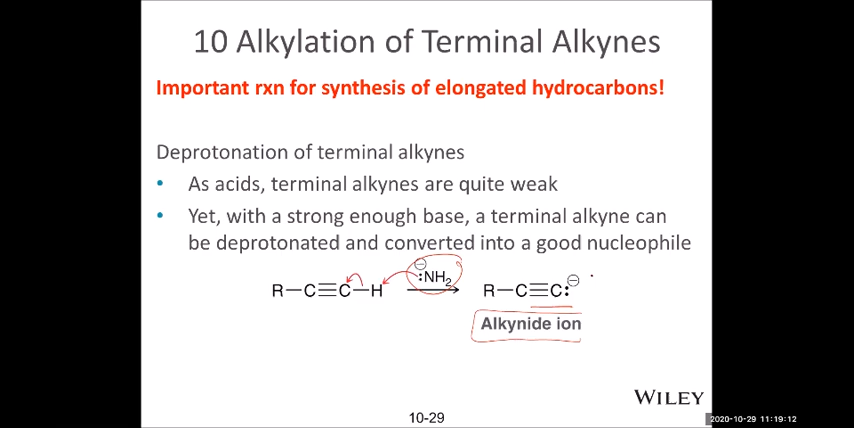 10 Alkylation of Terminal Alkynes
Important rxn for synthesis of elongated hydrocarbons!
Deprotonation of terminal alkynes
• As acids, terminal alkynes are quite weak
• Yet, with a strong enough base, a terminal alkyne can
be deprotonated and converted into a good nucleophile
R−C≡C−H ⊖:NH₂ R−C≡C:⊖
Alkynide ion
WILEY
10-29
2020-10-29 11:19:12